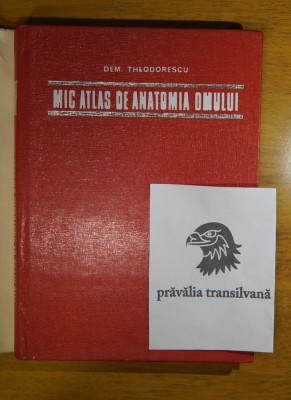 DEM. THEODORESCU
MIC ATLAS DE ANATOMIA OMULUI
prăvălia transilvană